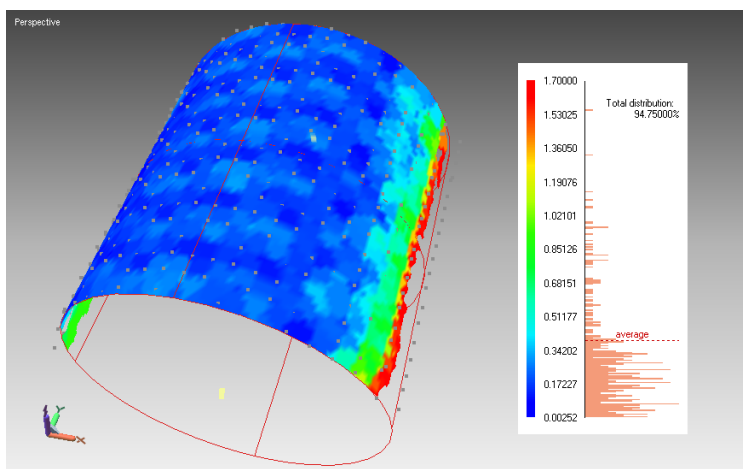 Perspective
1.70000
1.53025
1.36050
1.19076
1.02101
0.85126
0.68151
0.51177
0.34202
0.17227
0.00252
Total distribution:
94.75000%
average
Y
X